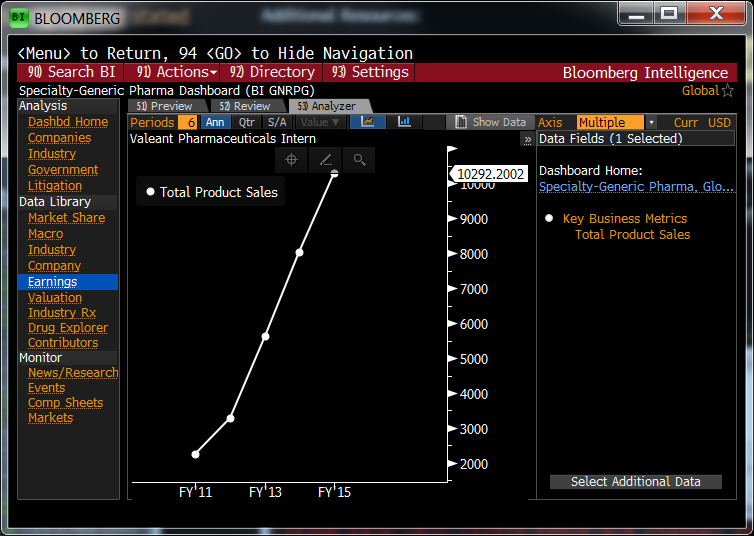 stated
Additional Resources:
BI BLOOMBERG
<Menu> to Return, 94 <GO> to Hide Navigation
90) Search BI 91) Actions 92) Directory 93) Settings Bloomberg Intelligence
Specialty-Generic Pharma Dashboard (BI GNRPG) Global
Analysis
Dashbd Home
Companies
Industry
Government
Litigation
Data Library
Market Share
Macro
Industry
Company
Earnings
Valuation
Industry Rx
Drug Explorer
Contributors
Monitor
News/Research
Events
Comp Sheets
Markets
51) Preview 52) Review 53) Analyzer
Periods 6 Ann Qtr S/A Value Show Data Axis Multiple Curr USD
Valeant Pharmaceuticals Intern »
Total Product Sales
10292.2002
10000
9000
8000
7000
6000
5000
4000
3000
2000
FY'11 FY'13 FY'15
Data Fields (1 Selected)
Dashboard Home:
Specialty-Generic Pharma, Glo...
Key Business Metrics
Total Product Sales
Select Additional Data